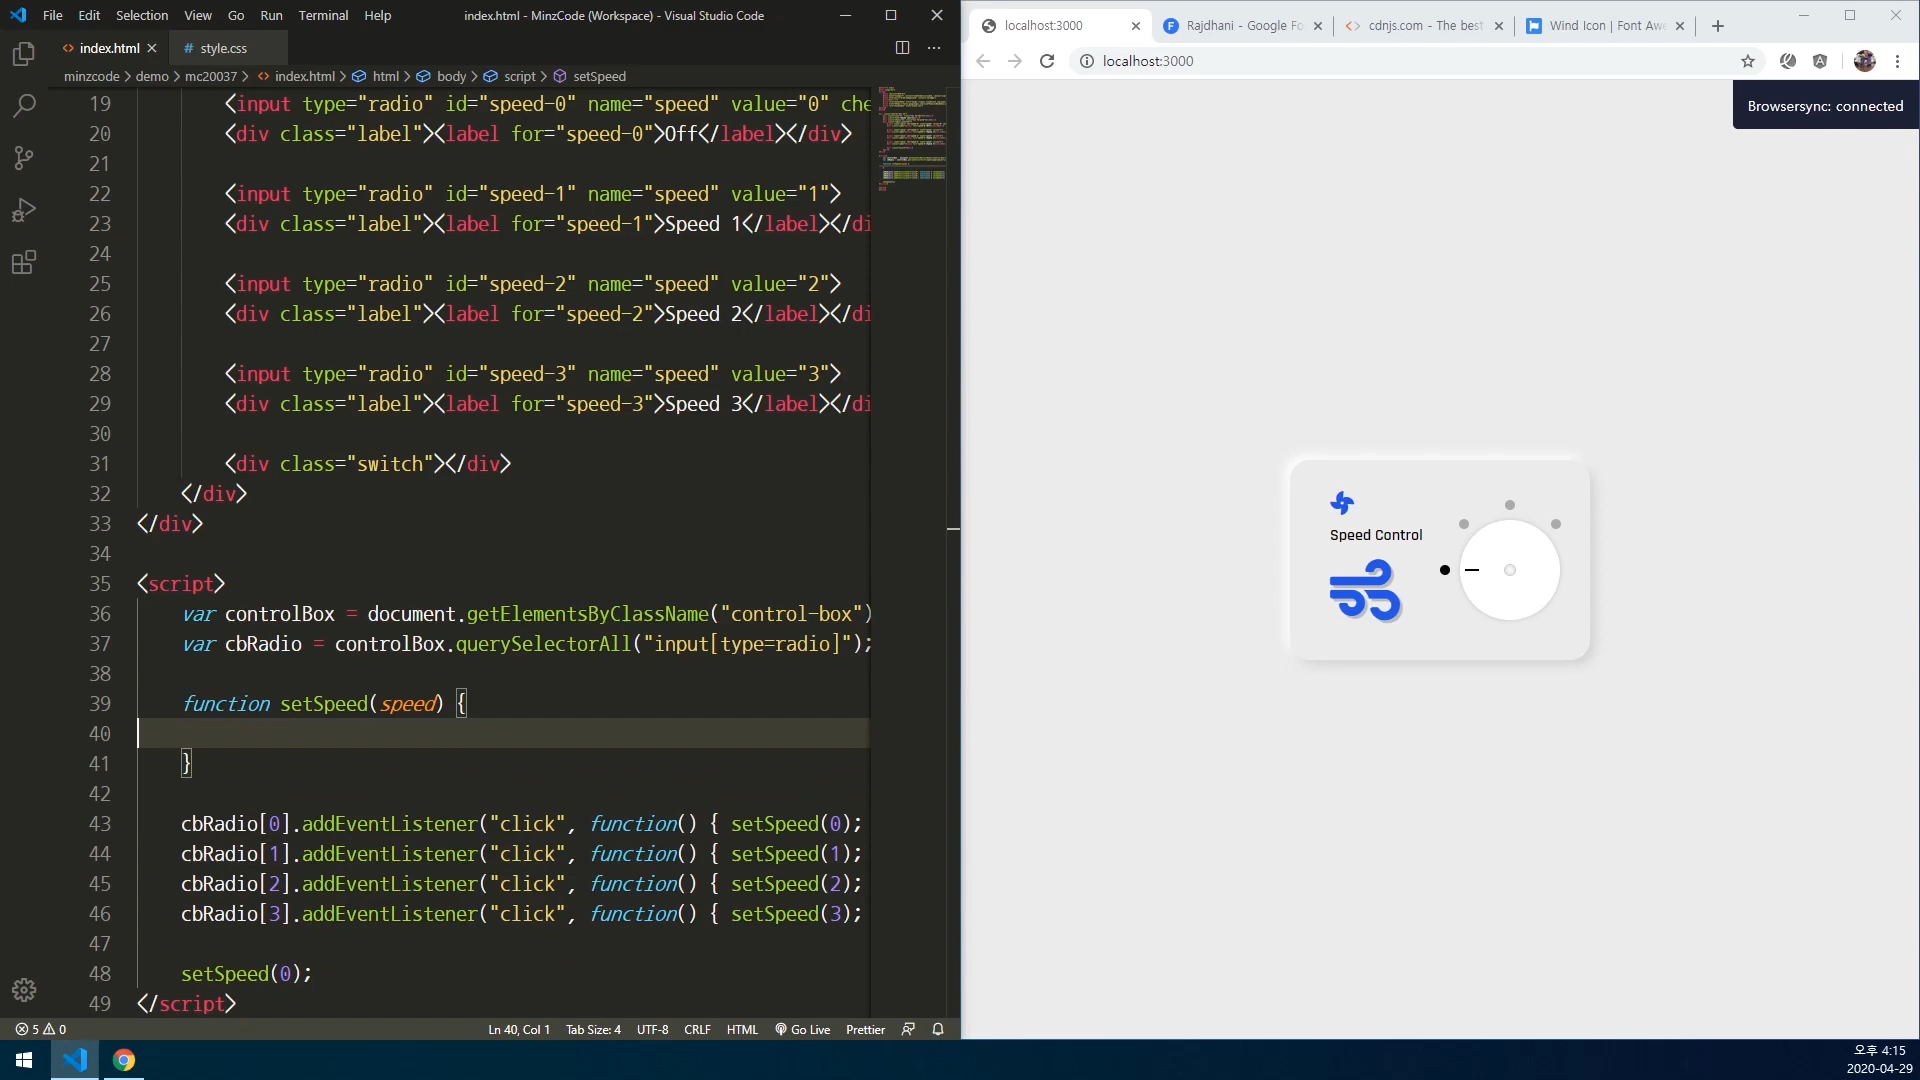 File Edit Selection View Go Run Terminal Help
index.html - MinzCode (Workspace) - Visual Studio Code
index.html
# style.css
minzcode > demo > mc20037 > index.html > html > body > script > setSpeed
19 <input type="radio" id="speed-0" name="speed" value="0" che
20 <div class="label"><label for="speed-0">Off</label></div>
21
22 <input type="radio" id="speed-1" name="speed" value="1">
23 <div class="label"><label for="speed-1">Speed 1</label></di
24
25 <input type="radio" id="speed-2" name="speed" value="2">
26 <div class="label"><label for="speed-2">Speed 2</label></di
27
28 <input type="radio" id="speed-3" name="speed" value="3">
29 <div class="label"><label for="speed-3">Speed 3</label></di
30
31 <div class="switch"></div>
32 </div>
33 </div>
34
35 <script>
36 var controlBox = document.getElementsByClassName("control-box")
37 var cbRadio = controlBox.querySelectorAll("input[type=radio]");
38
39 function setSpeed(speed) {
40
41 }
42
43 cbRadio[0].addEventListener("click", function() { setSpeed(0);
44 cbRadio[1].addEventListener("click", function() { setSpeed(1);
45 cbRadio[2].addEventListener("click", function() { setSpeed(2);
46 cbRadio[3].addEventListener("click", function() { setSpeed(3);
47
48 setSpeed(0);
49 </script>
5 0
Ln 40, Col 1 Tab Size: 4 UTF-8 CRLF HTML Go Live Prettier
localhost:3000
Rajdhani - Google Fo
cdnjs.com - The best
Wind Icon | Font Awe
localhost:3000
Browsersync: connected
Speed Control
오후 4:15
2020-04-29